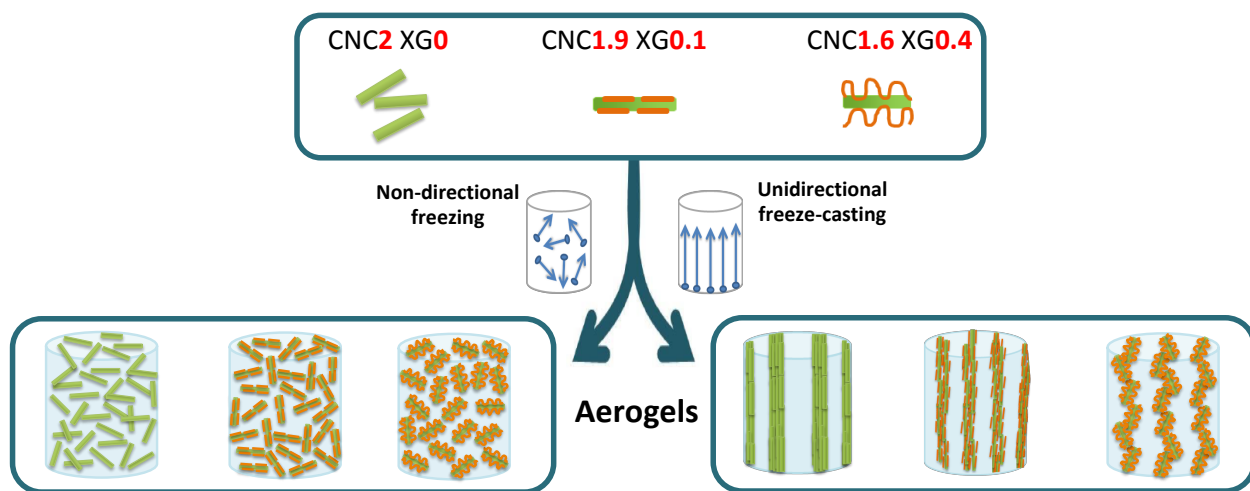 CNC2 XG0
CNC1.9 XG0.1
CNC1.6 XG0.4
Non-directional
freezing
Unidirectional
freeze-casting
Aerogels